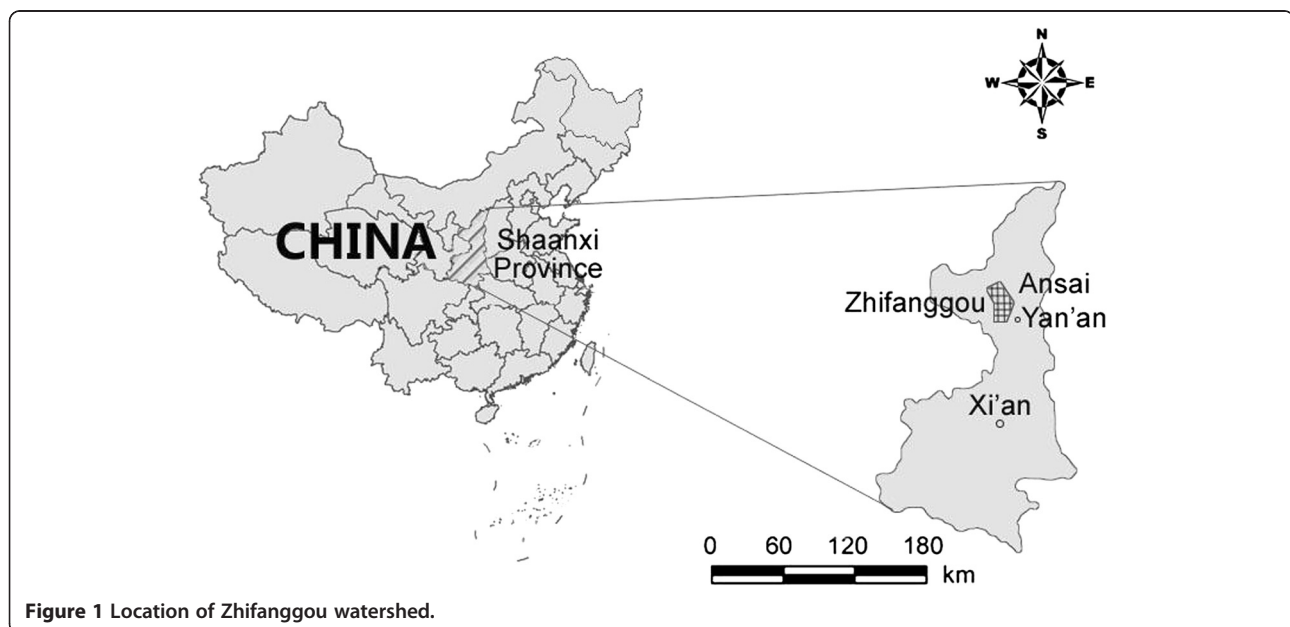 N
W E
S
CHINA
Shaanxi
Province
Zhifanggou
Ansai
Yan'an
Xi'an
0 60 120 180
km
Figure 1 Location of Zhifanggou watershed.